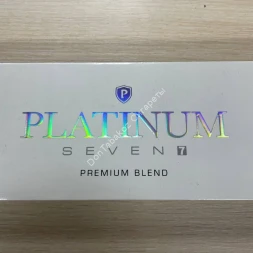 P
PLATINUM
SEVEN 7
PREMIUM BLEND